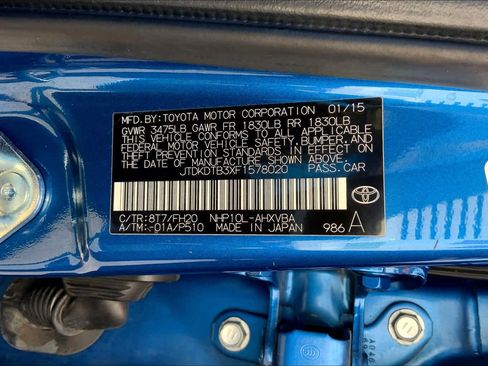 MFD.BY:TOYOTA MOTOR CORPORATION 01/15
GVWR 3475LB GAWR FR 1830LB RR 1830LB
THIS VEHICLE CONFORMS TO ALL APPLICABLE
FEDERAL MOTOR VEHICLE SAFETY, BUMPER, AND
THEFT PREVENTION STANDARDS IN EFFECT ON
THE DATE OF MANUFACTURE SHOWN ABOVE.
JTDKDTB3XF1578020 PASS.CAR
C/TR:8T7/FH20 NHP10L-AHXVBA
A/TM:-01A/P510 MADE IN JAPAN 986 A